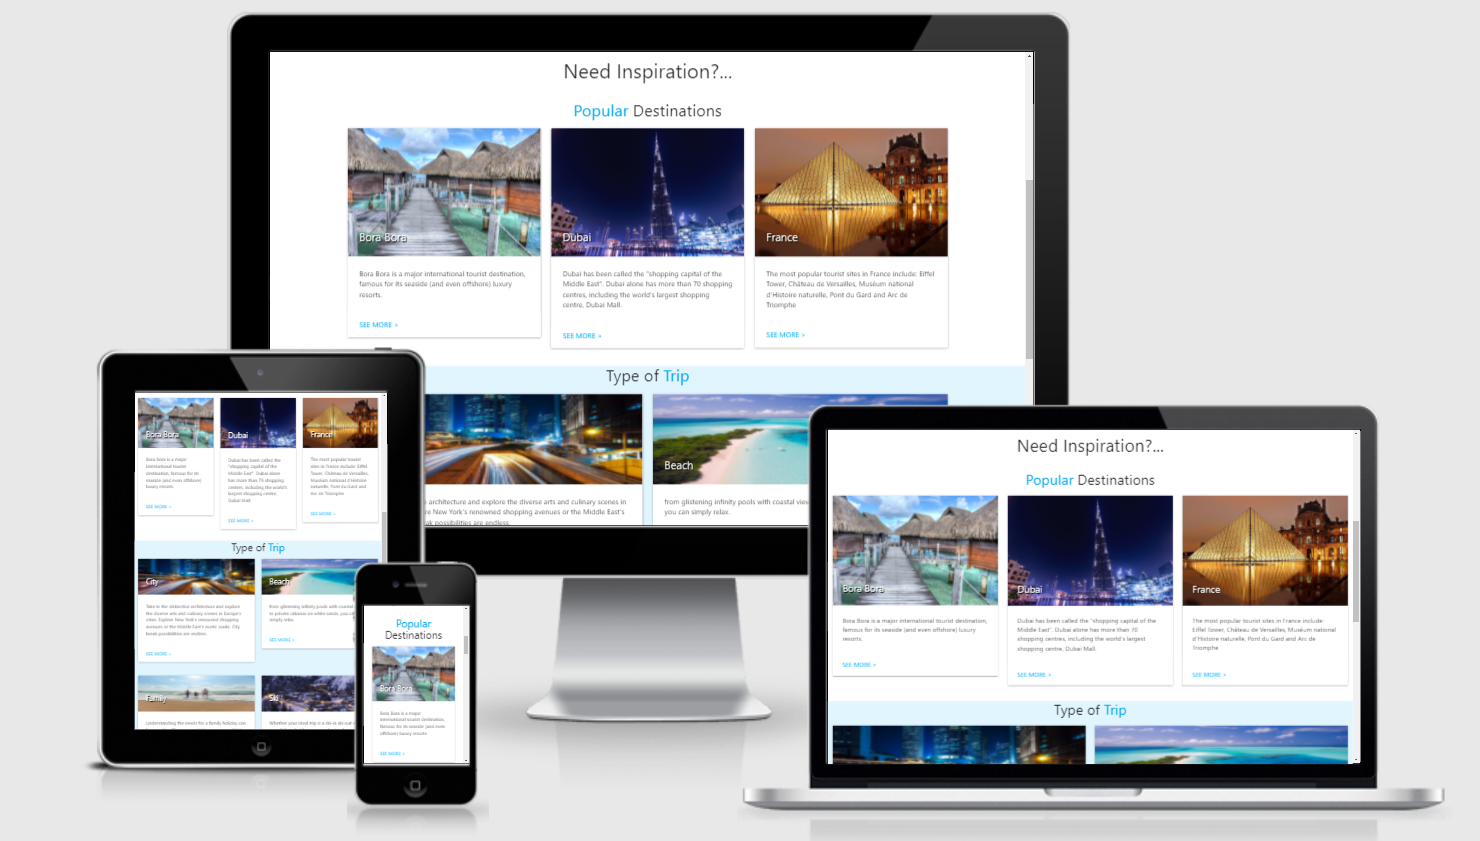 Need Inspiration?...
Popular Destinations
Bora Bora
Bora Bora is a major international tourist destination,
famous for its seaside (and even offshore) luxury
resorts.
SEE MORE >
Dubai
Dubai has been called the "shopping capital of the
Middle East". Dubai alone has more than 70 shopping
centres, including the world's largest shopping
centre, Dubai Mall.
SEE MORE >
France
The most popular tourist sites in France include: Eiffel
Tower, Château de Versailles, Muséum national
d'Histoire naturelle, Pont du Gard and Arc de
Triomphe
SEE MORE >
Type of Trip
architecture and explore the diverse arts and culinary scenes in
re New York's renowned shopping avenues or the Middle East's
ak possibilities are endless.
Beach
from glistening infinity pools with coastal view
you can simply relax.
Bora Bora
Bora Bora is a major
international tourist
destination, famous for its
seaside (and even offshore)
luxury resorts.
SEE MORE >
Dubai
Dubai has been called the
"shopping capital of the
Middle East". Dubai alone
has more than 70 shopping
centres, including the world's
largest shopping centre,
Dubai Mall.
SEE MORE >
France
The most popular tourist
sites in France include: Eiffel
Tower, Château de Versailles,
Muséum national d'Histoire
naturelle, Pont du Gard and
Arc de Triomphe
SEE MORE >
Type of Trip
City
Take in the distinctive architecture and explore
the diverse arts and culinary scenes in Europe's
cities. Explore New York's renowned shopping
avenues or the Middle East's exotic souks. City
break possibilities are endless.
SEE MORE >
Beach
from glistening infinity pools with coastal
to private cabanas on white sands, you c
simply relax.
SEE MORE >
Family
Understanding the needs for a family holiday can
Ski
Whether your ideal trip is a ski-in ski-out
Popular
Destinations
Bora Bora
Bora Bora is a major
international tourist destination,
famous for its seaside (and even
offshore) luxury resorts.
SEE MORE >
Need Inspiration?...
Popular Destinations
Bora Bora
Bora Bora is a major international tourist destination,
famous for its seaside (and even offshore) luxury
resorts.
SEE MORE >
Dubai
Dubai has been called the "shopping capital of the
Middle East". Dubai alone has more than 70
shopping centres, including the world's largest
shopping centre, Dubai Mall.
SEE MORE >
France
The most popular tourist sites in France include:
Eiffel Tower, Château de Versailles, Muséum national
d'Histoire naturelle, Pont du Gard and Arc de
Triomphe
SEE MORE >
Type of Trip